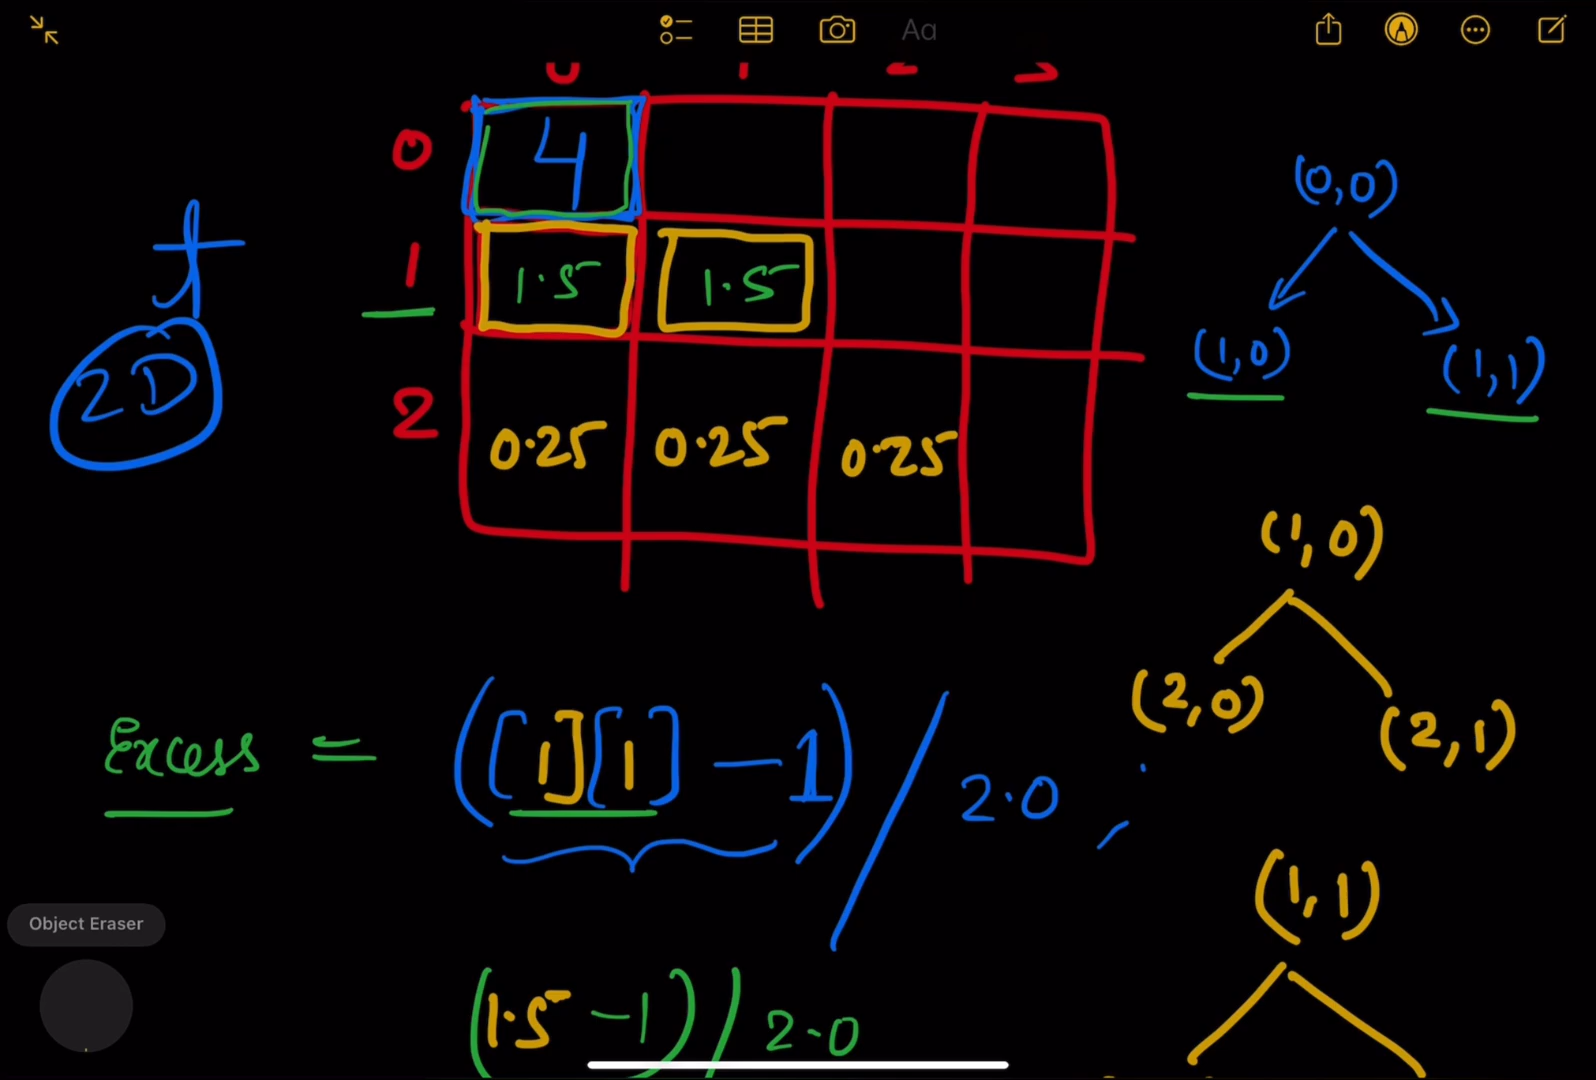 Aa
0 4
1 1.5 1.5
2 0.25 0.25 0.25
2D
(0,0)
(1,0) (1,1)
(1,0)
(2,0) (2,1)
Excess = ([1][1] - 1) / 2.0 ;
(1,1)
Object Eraser
(1.5 - 1) / 2.0